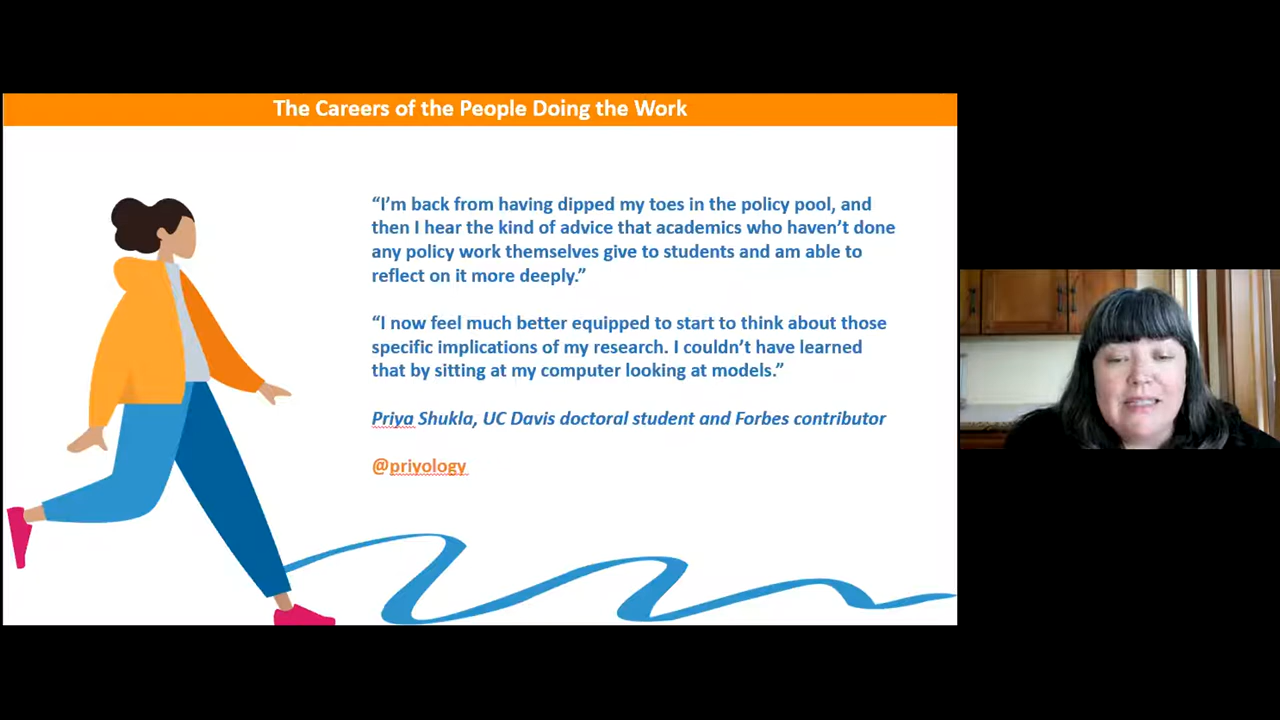 The Careers of the People Doing the Work
“I’m back from having dipped my toes in the policy pool, and
then I hear the kind of advice that academics who haven’t done
any policy work themselves give to students and am able to
reflect on it more deeply.”
“I now feel much better equipped to start to think about those
specific implications of my research. I couldn’t have learned
that by sitting at my computer looking at models.”
Priya Shukla, UC Davis doctoral student and Forbes contributor
@priyology